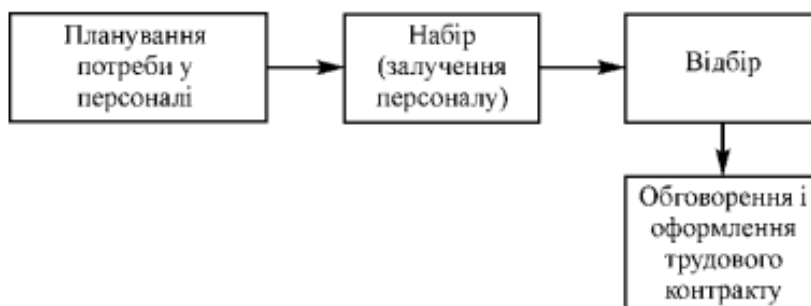 Планування
потреби у
персоналі
Набір
(залучення
персоналу)
Відбір
Обговорення і
оформлення
трудового
контракту